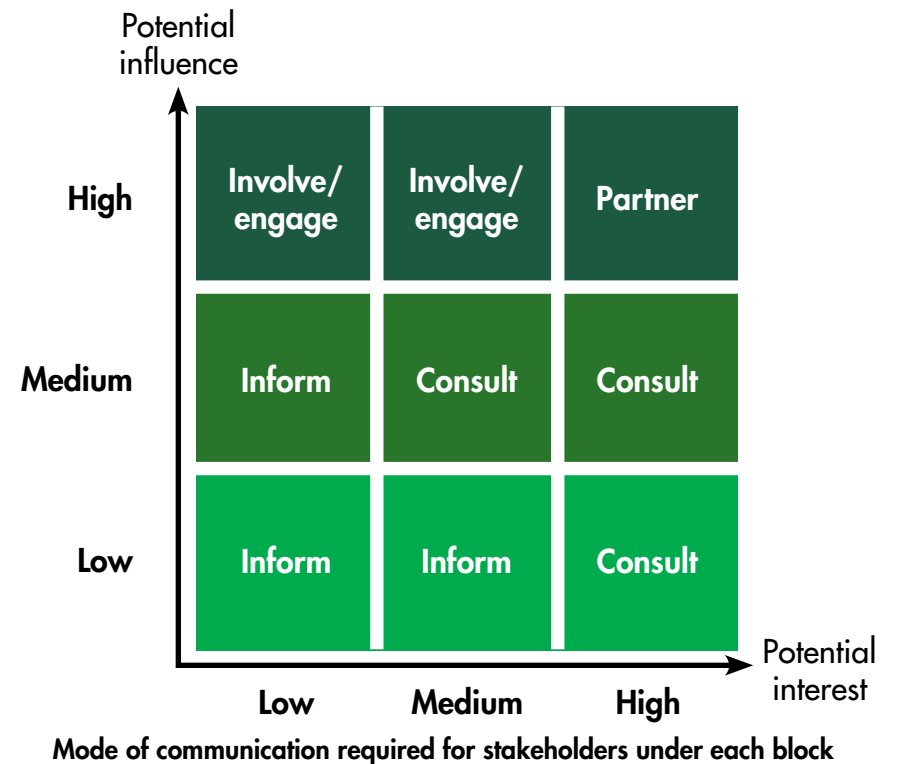 Potential
influence
High
Involve/
engage
Involve/
engage
Partner
Medium
Inform
Consult
Consult
Low
Inform
Inform
Consult
Potential
interest
Low
Medium
High
Mode of communication required for stakeholders under each block